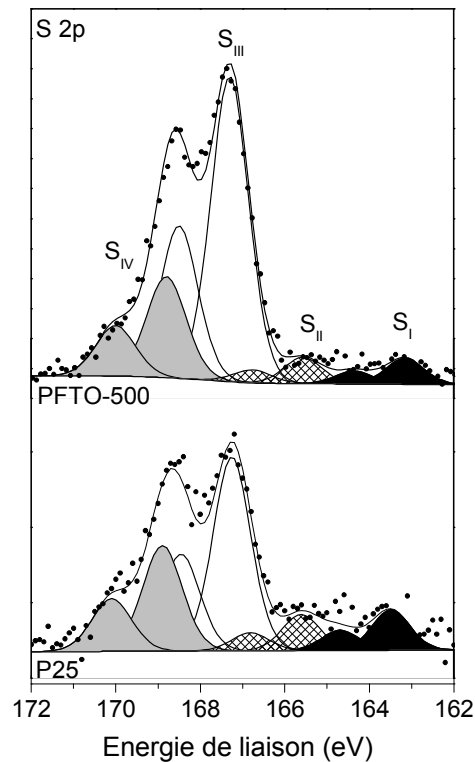 S 2p
S_III
S_IV
S_II
S_I
PFTO-500
P25
172 170 168 166 164 162
Energie de liaison (eV)